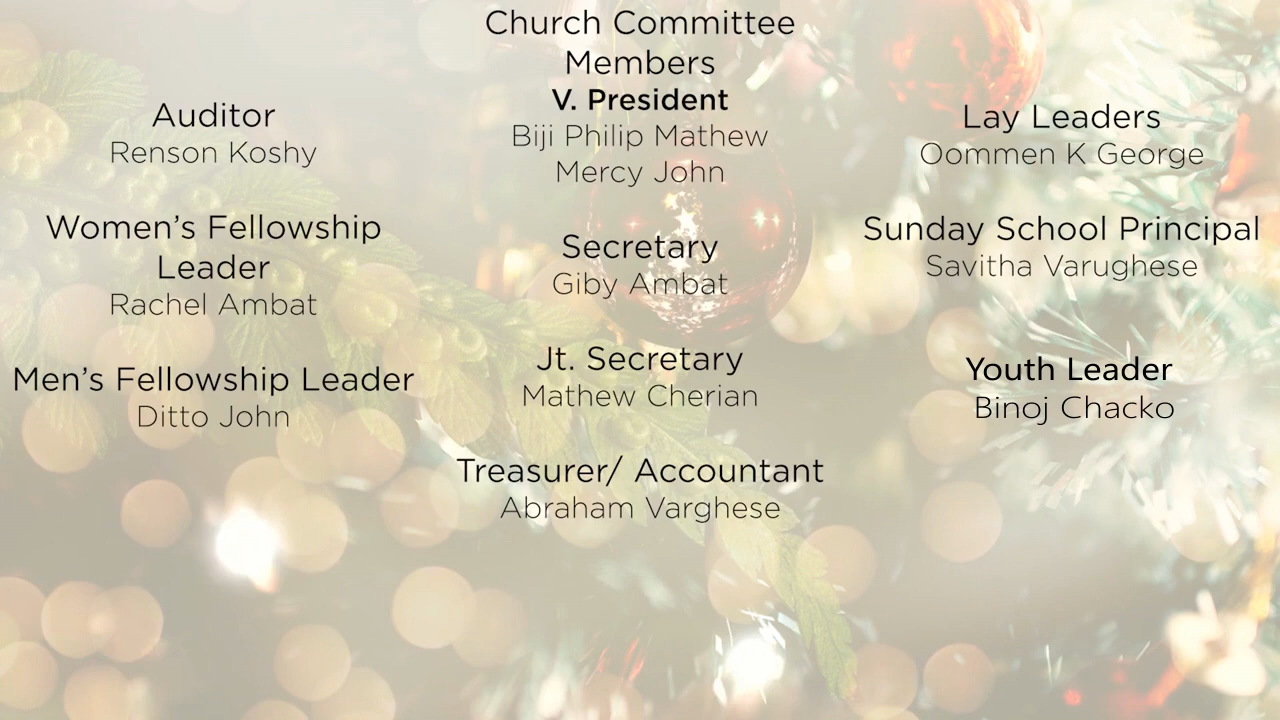 Church Committee
Members
Auditor
Renson Koshy
Women's Fellowship
Leader
Rachel Ambat
Men's Fellowship Leader
Ditto John
V. President
Biji Philip Mathew
Mercy John
Secretary
Giby Ambat
Jt. Secretary
Mathew Cherian
Treasurer/ Accountant
Abraham Varghese
Lay Leaders
Oommen K George
Sunday School Principal
Savitha Varughese
Youth Leader
Binoj Chacko